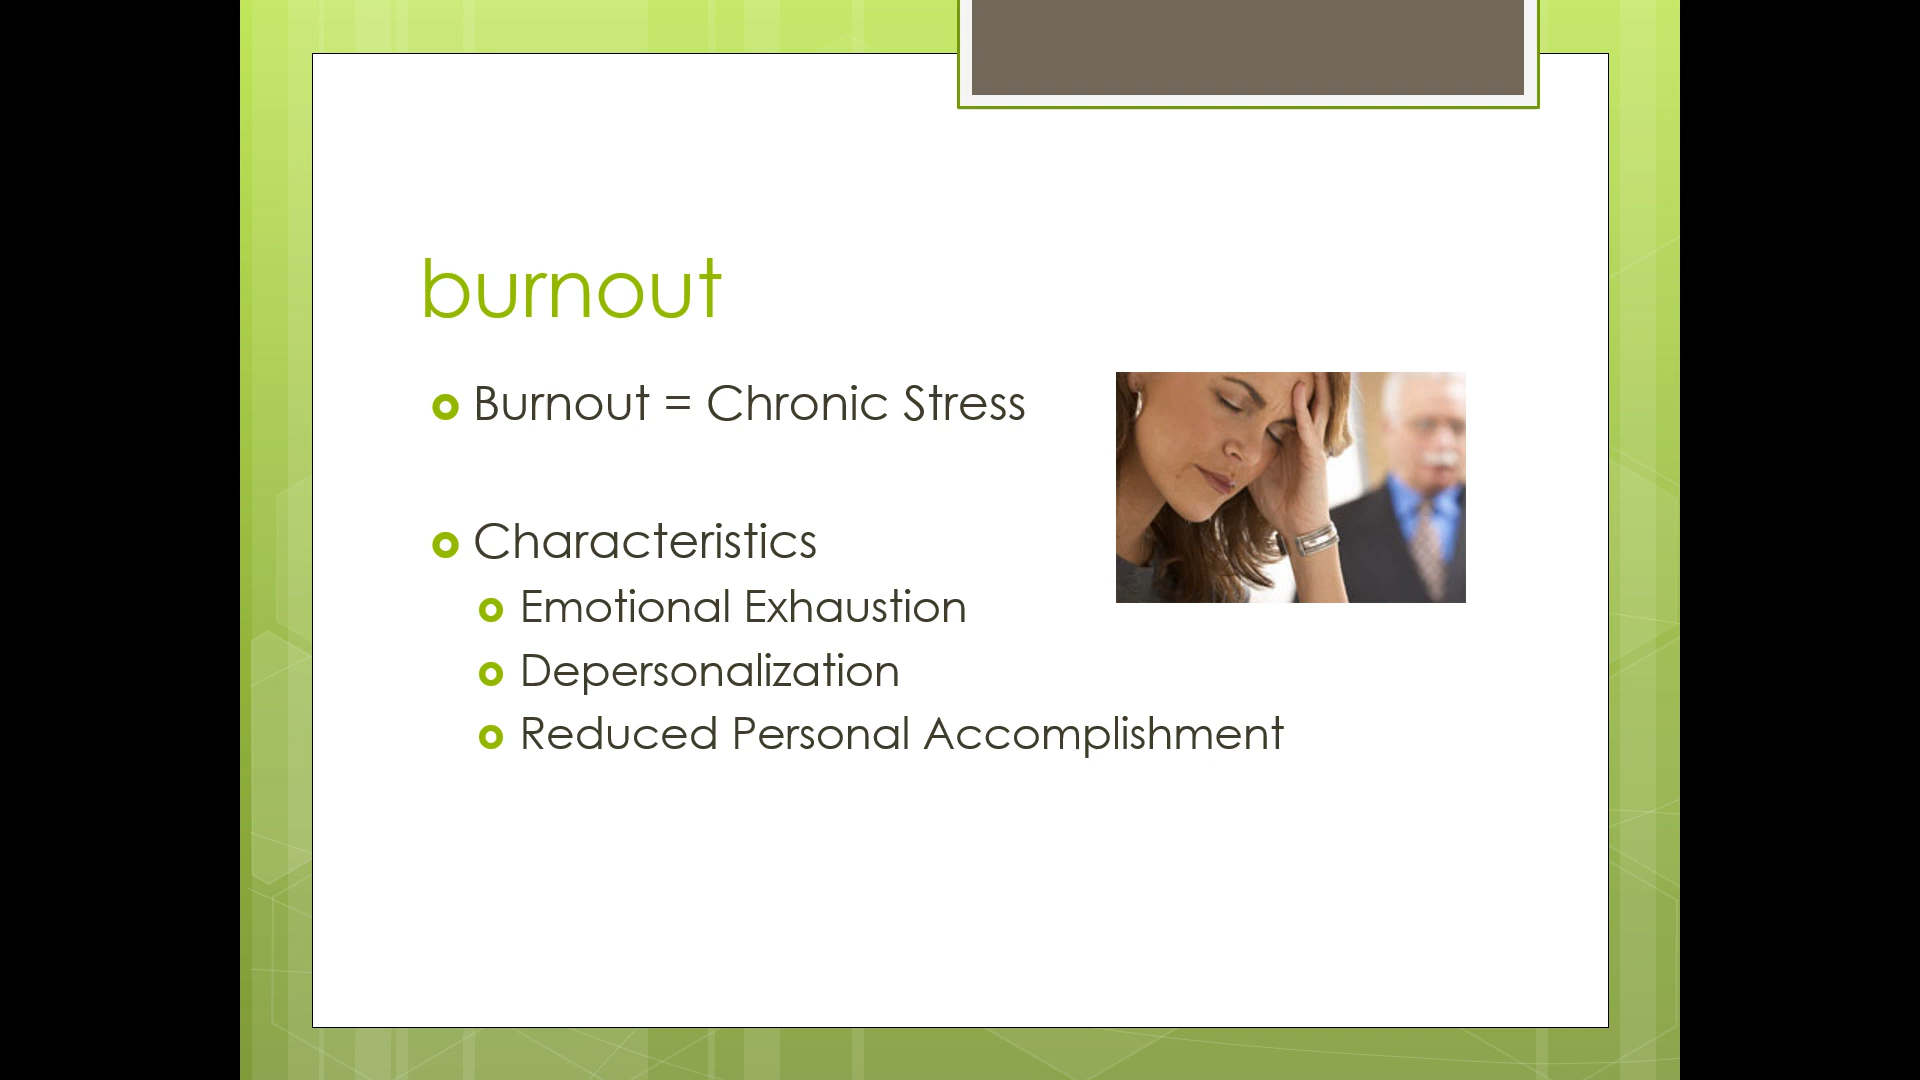 burnout
Burnout = Chronic Stress
Characteristics
Emotional Exhaustion
Depersonalization
Reduced Personal Accomplishment